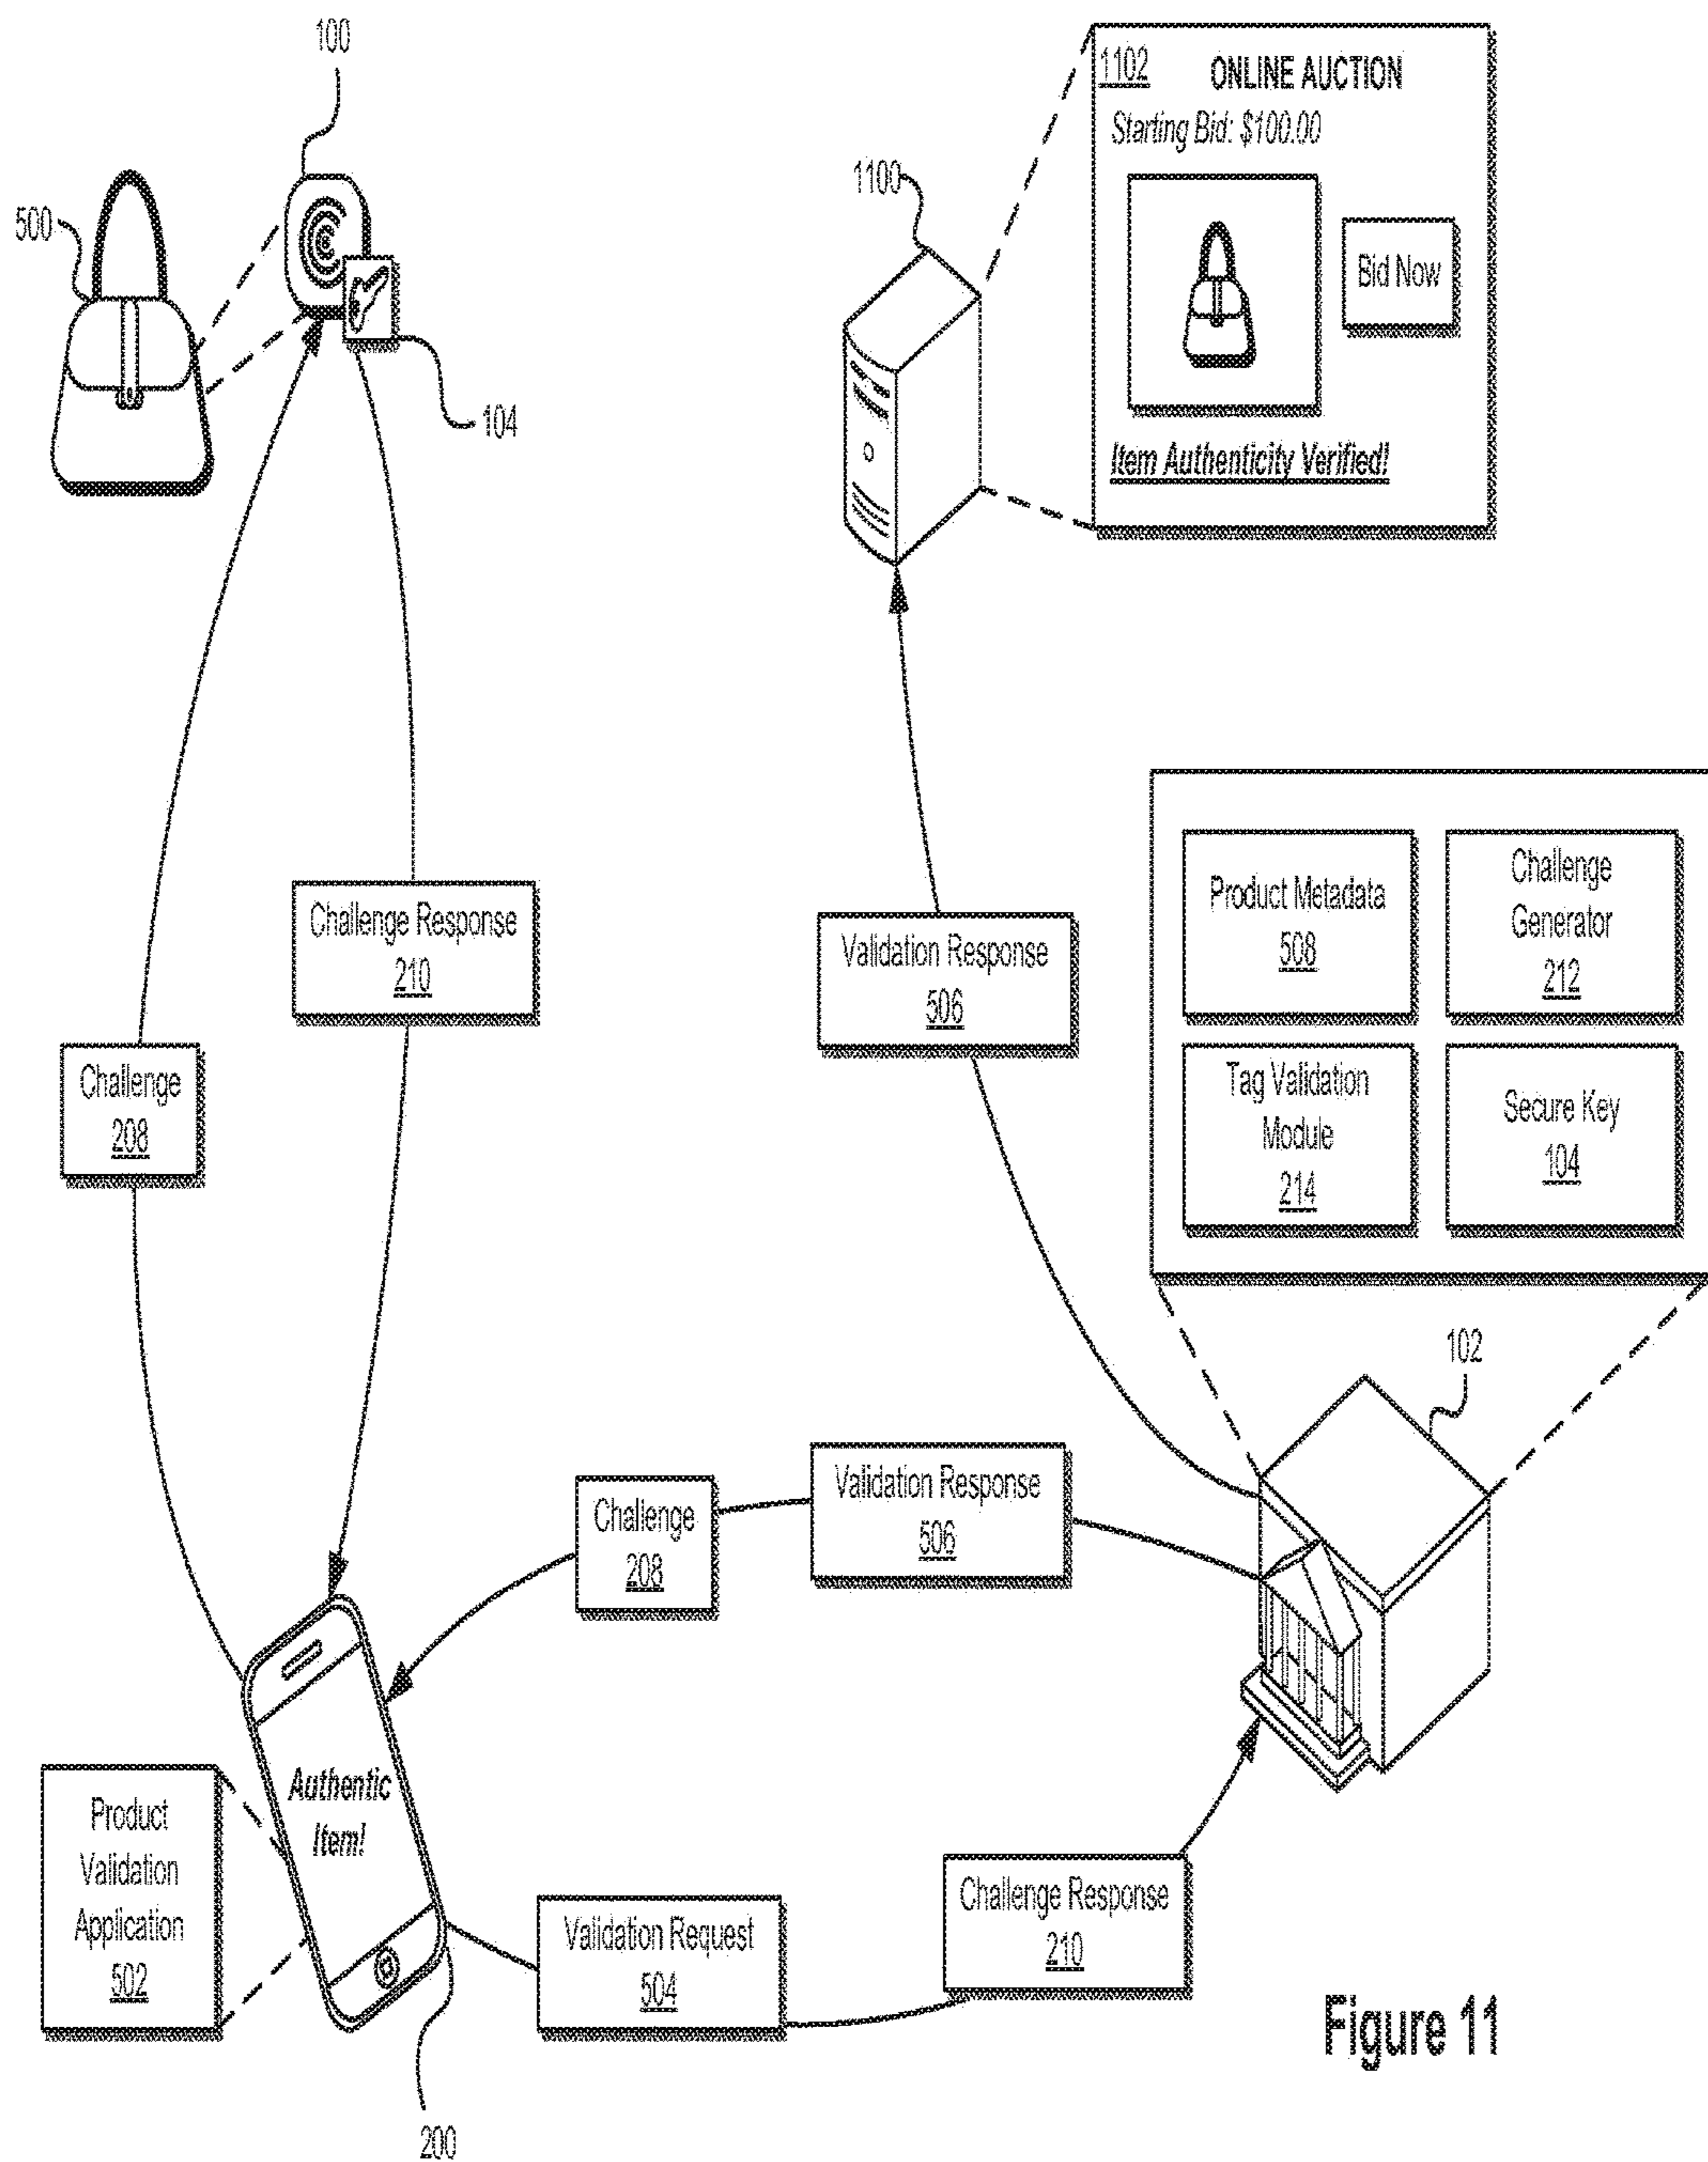 100
500
104
1100
1102
ONLINE AUCTION
Starting Bid: $100.00
Bid Now
Item Authenticity Verified!
Challenge Response
210
Challenge
208
Validation Response
506
Product Metadata
508
Challenge
Generator
212
Tag Validation
Module
214
Secure Key
104
102
Challenge
208
Validation Response
506
Authentic
Item!
Product
Validation
Application
502
Validation Request
504
Challenge Response
210
200
Figure 11